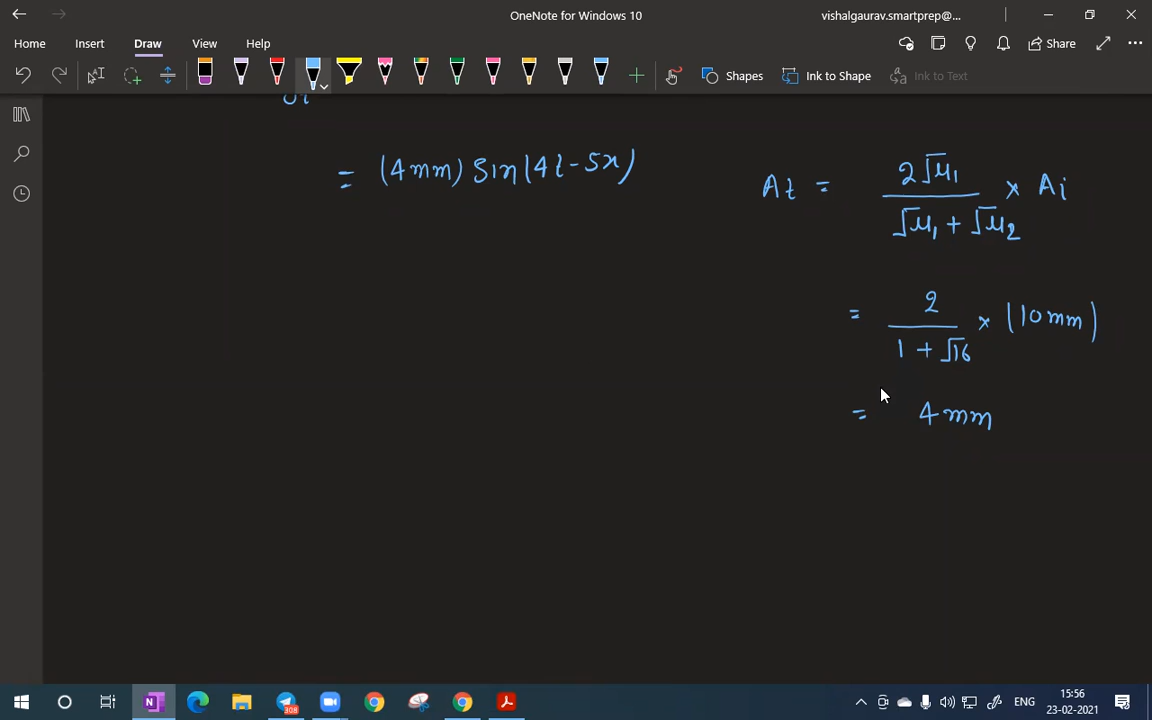 OneNote for Windows 10
vishalgaurav.smartprep@...
Home Insert Draw View Help
Share
Shapes Ink to Shape Ink to Text
= (4mm) Sin(4t-5x)
At = 2√μ1 / √μ1 + √μ2 × Ai
= 2 / 1 + √16 × (10mm)
= 4mm
308
ENG
15:56
23-02-2021